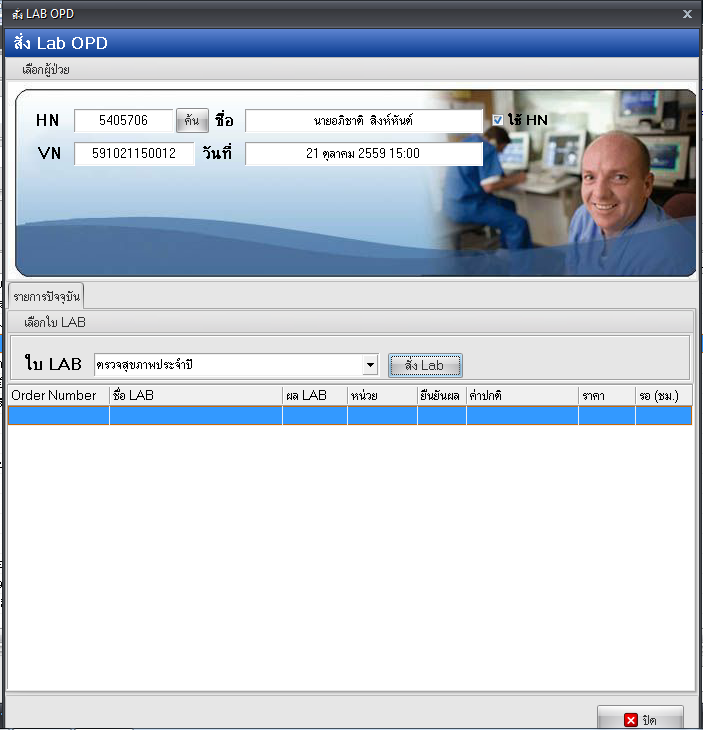 สั่ง LAB OPD
สั่ง Lab OPD
เลือกผู้ป่วย
HN 5405706 ค้น ชื่อ นายอภิชาติ สิงห์หันต์ ใช้ HN
VN 591021150012 วันที่ 21 ตุลาคม 2559 15:00
รายการปัจจุบัน
เลือกใบ LAB
ใบ LAB ตรวจสุขภาพประจำปี สั่ง Lab
Order Number ชื่อ LAB ผล LAB หน่วย ยืนยันผล ค่าปกติ ราคา รอ (ชม.)
ปิด